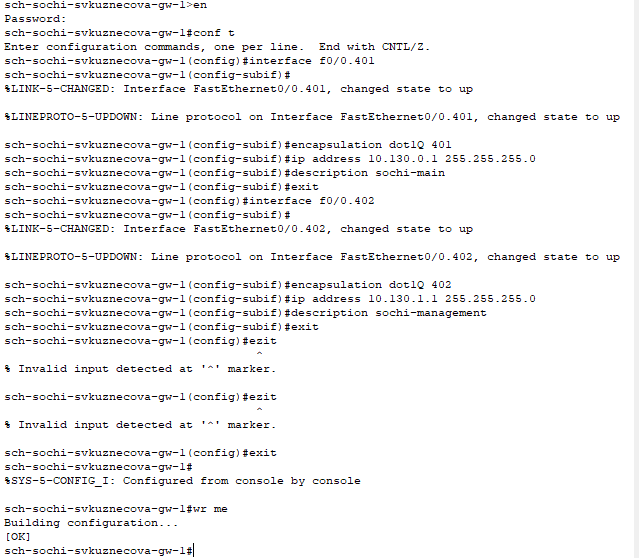 sch-sochi-svkuznecova-gw-1>en
Password:
sch-sochi-svkuznecova-gw-1#conf t
Enter configuration commands, one per line.  End with CNTL/Z.
sch-sochi-svkuznecova-gw-1(config)#interface f0/0.401
sch-sochi-svkuznecova-gw-1(config-subif)#
%LINK-5-CHANGED: Interface FastEthernet0/0.401, changed state to up
%LINEPROTO-5-UPDOWN: Line protocol on Interface FastEthernet0/0.401, changed state to up
sch-sochi-svkuznecova-gw-1(config-subif)#encapsulation dot1Q 401
sch-sochi-svkuznecova-gw-1(config-subif)#ip address 10.130.0.1 255.255.255.0
sch-sochi-svkuznecova-gw-1(config-subif)#description sochi-main
sch-sochi-svkuznecova-gw-1(config-subif)#exit
sch-sochi-svkuznecova-gw-1(config)#interface f0/0.402
sch-sochi-svkuznecova-gw-1(config-subif)#
%LINK-5-CHANGED: Interface FastEthernet0/0.402, changed state to up
%LINEPROTO-5-UPDOWN: Line protocol on Interface FastEthernet0/0.402, changed state to up
sch-sochi-svkuznecova-gw-1(config-subif)#encapsulation dot1Q 402
sch-sochi-svkuznecova-gw-1(config-subif)#ip address 10.130.1.1 255.255.255.0
sch-sochi-svkuznecova-gw-1(config-subif)#description sochi-management
sch-sochi-svkuznecova-gw-1(config-subif)#exit
sch-sochi-svkuznecova-gw-1(config)#ezit
^
% Invalid input detected at '^' marker.
sch-sochi-svkuznecova-gw-1(config)#ezit
^
% Invalid input detected at '^' marker.
sch-sochi-svkuznecova-gw-1(config)#exit
sch-sochi-svkuznecova-gw-1#
%SYS-5-CONFIG_I: Configured from console by console
sch-sochi-svkuznecova-gw-1#wr me
Building configuration...
[OK]
sch-sochi-svkuznecova-gw-1#